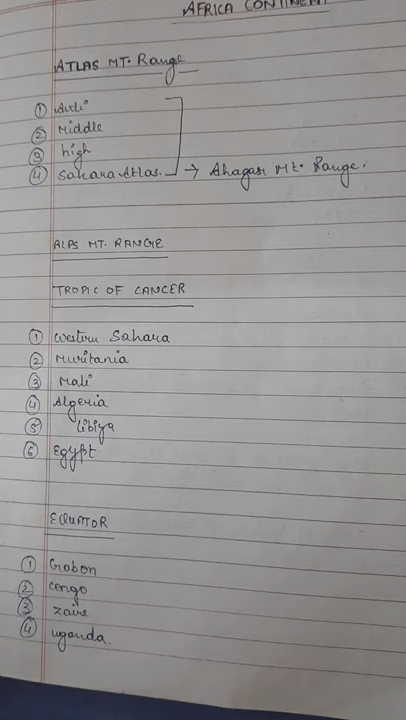 AFRICA CONTINENT
ATLAS MT. Range
① Anti
② Middle
③ high
④ Sahara Atlas. → Ahagar Mt. Range.
ALPS MT. RANGE
TROPIC OF CANCER
① Western Sahara
② Muritania
③ Mali
④ Algeria
⑤ Libiya
⑥ Egypt
EQUATOR
① Gabon
② Congo
③ Zaire
④ uganda.